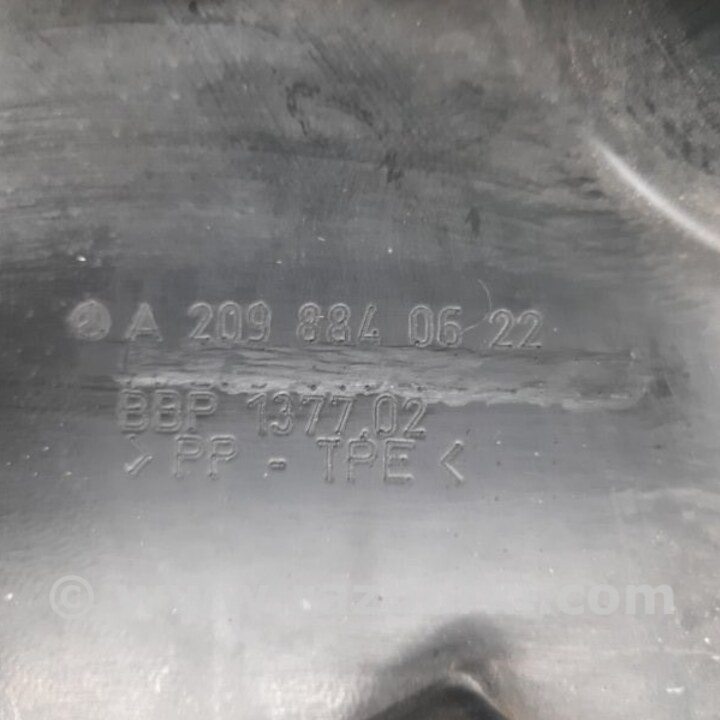 A 209 884 06 22
BBP 1377.02
> PP - TPE <